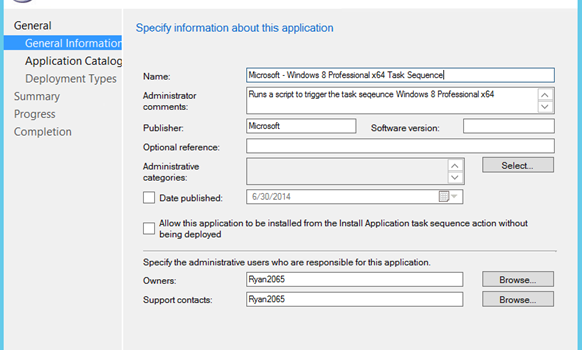 General
General Information
Application Catalog
Deployment Types
Summary
Progress
Completion
Specify information about this application
Name:
Microsoft - Windows 8 Professional x64 Task Sequence
Administrator comments:
Runs a script to trigger the task seqeunce Windows 8 Professional x64
Publisher:
Microsoft
Software version:
Optional reference:
Administrative categories:
Select...
Date published:
6/30/2014
Allow this application to be installed from the Install Application task sequence action without
being deployed
Specify the administrative users who are responsible for this application.
Owners:
Ryan2065
Browse...
Support contacts:
Ryan2065
Browse...